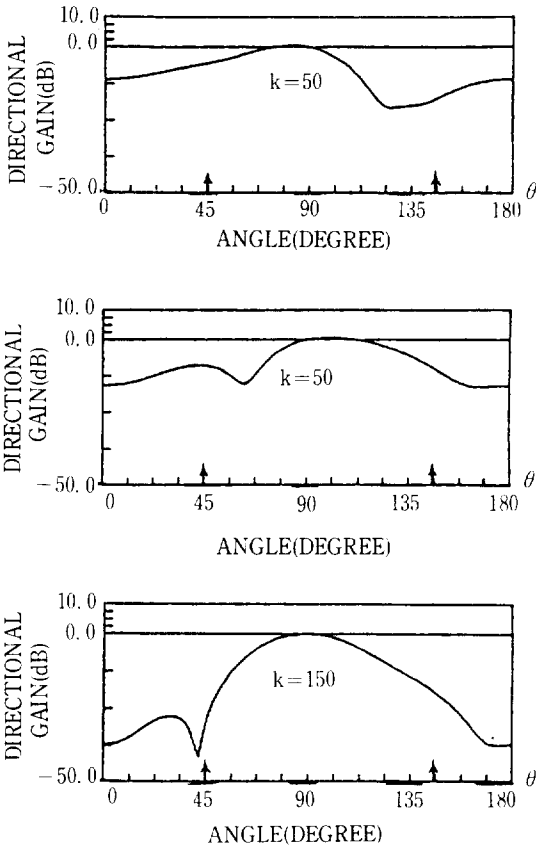 10.0
0.0
DIRECTIONAL
GAIN(dB)
k=50
−50.0
0 45 90 135 180 θ
ANGLE(DEGREE)
10.0
0.0
DIRECTIONAL
GAIN(dB)
k=50
−50.0
0 45 90 135 180 θ
ANGLE(DEGREE)
10.0
0.0
DIRECTIONAL
GAIN(dB)
k=150
−50.0
0 45 90 135 180 θ
ANGLE(DEGREE)